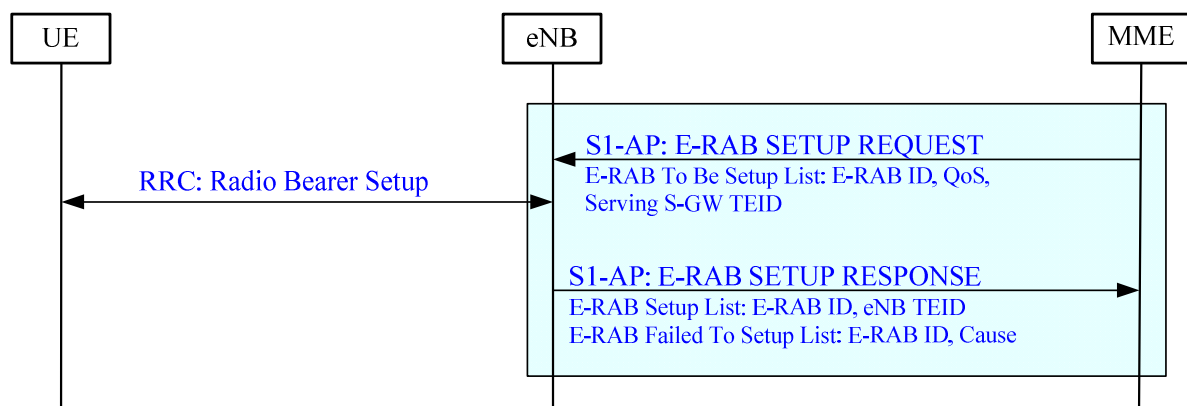 UE
eNB
MME
S1-AP: E-RAB SETUP REQUEST
E-RAB To Be Setup List: E-RAB ID, QoS,
Serving S-GW TEID
RRC: Radio Bearer Setup
S1-AP: E-RAB SETUP RESPONSE
E-RAB Setup List: E-RAB ID, eNB TEID
E-RAB Failed To Setup List: E-RAB ID, Cause